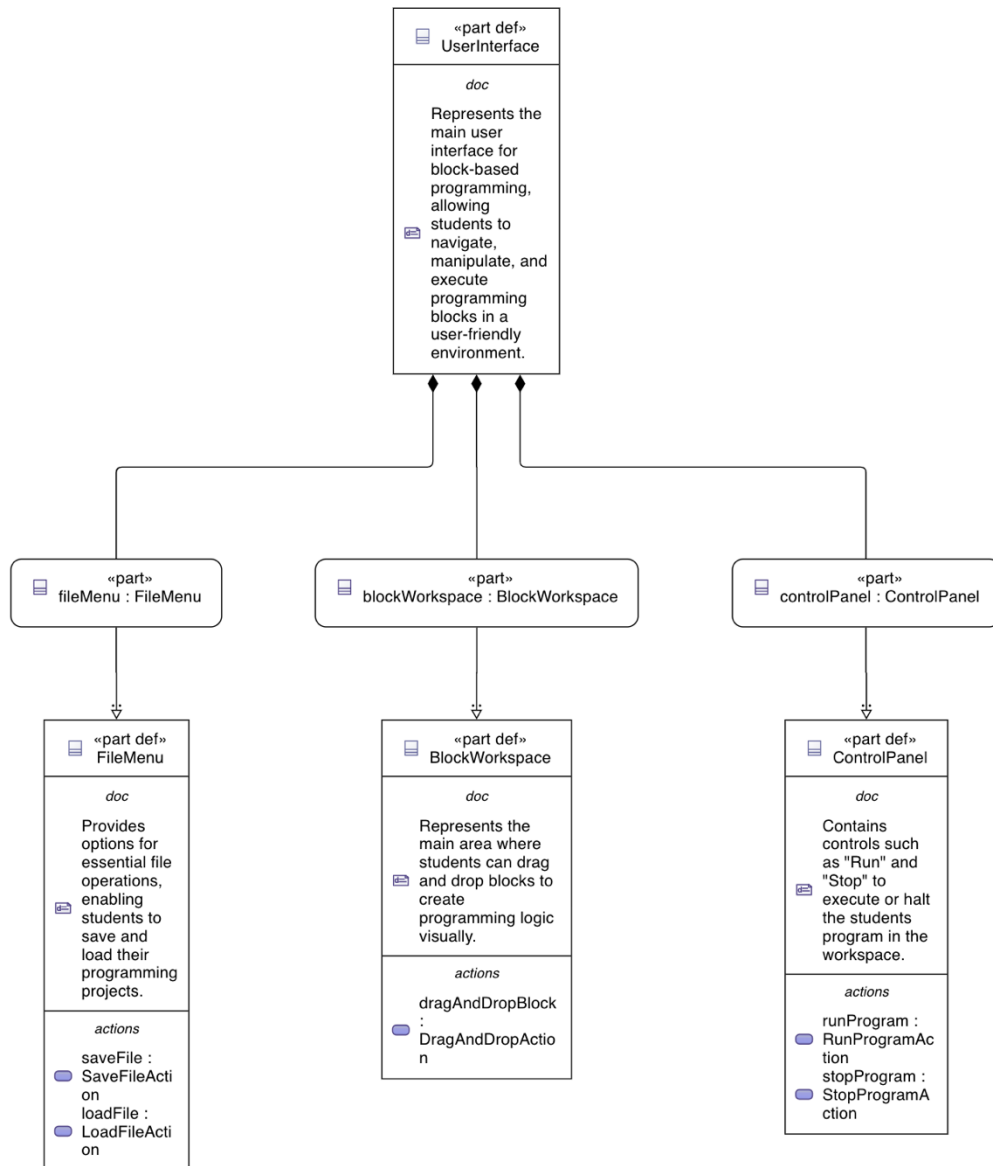 «part def»
UserInterface
doc
Represents the
main user
interface for
block-based
programming,
allowing
students to
navigate,
manipulate, and
execute
programming
blocks in a
user-friendly
environment.
«part»
fileMenu : FileMenu
«part»
blockWorkspace : BlockWorkspace
«part»
controlPanel : ControlPanel
«part def»
FileMenu
doc
Provides
options for
essential file
operations,
enabling
students to
save and
load their
programming
projects.
actions
saveFile :
SaveFileActi
on
loadFile :
LoadFileActi
on
«part def»
BlockWorkspace
doc
Represents the
main area where
students can drag
and drop blocks to
create
programming logic
visually.
actions
dragAndDropBlock
:
DragAndDropActio
n
«part def»
ControlPanel
doc
Contains
controls such
as "Run" and
"Stop" to
execute or halt
the students
program in the
workspace.
actions
runProgram :
RunProgramAc
tion
stopProgram :
StopProgramA
ction